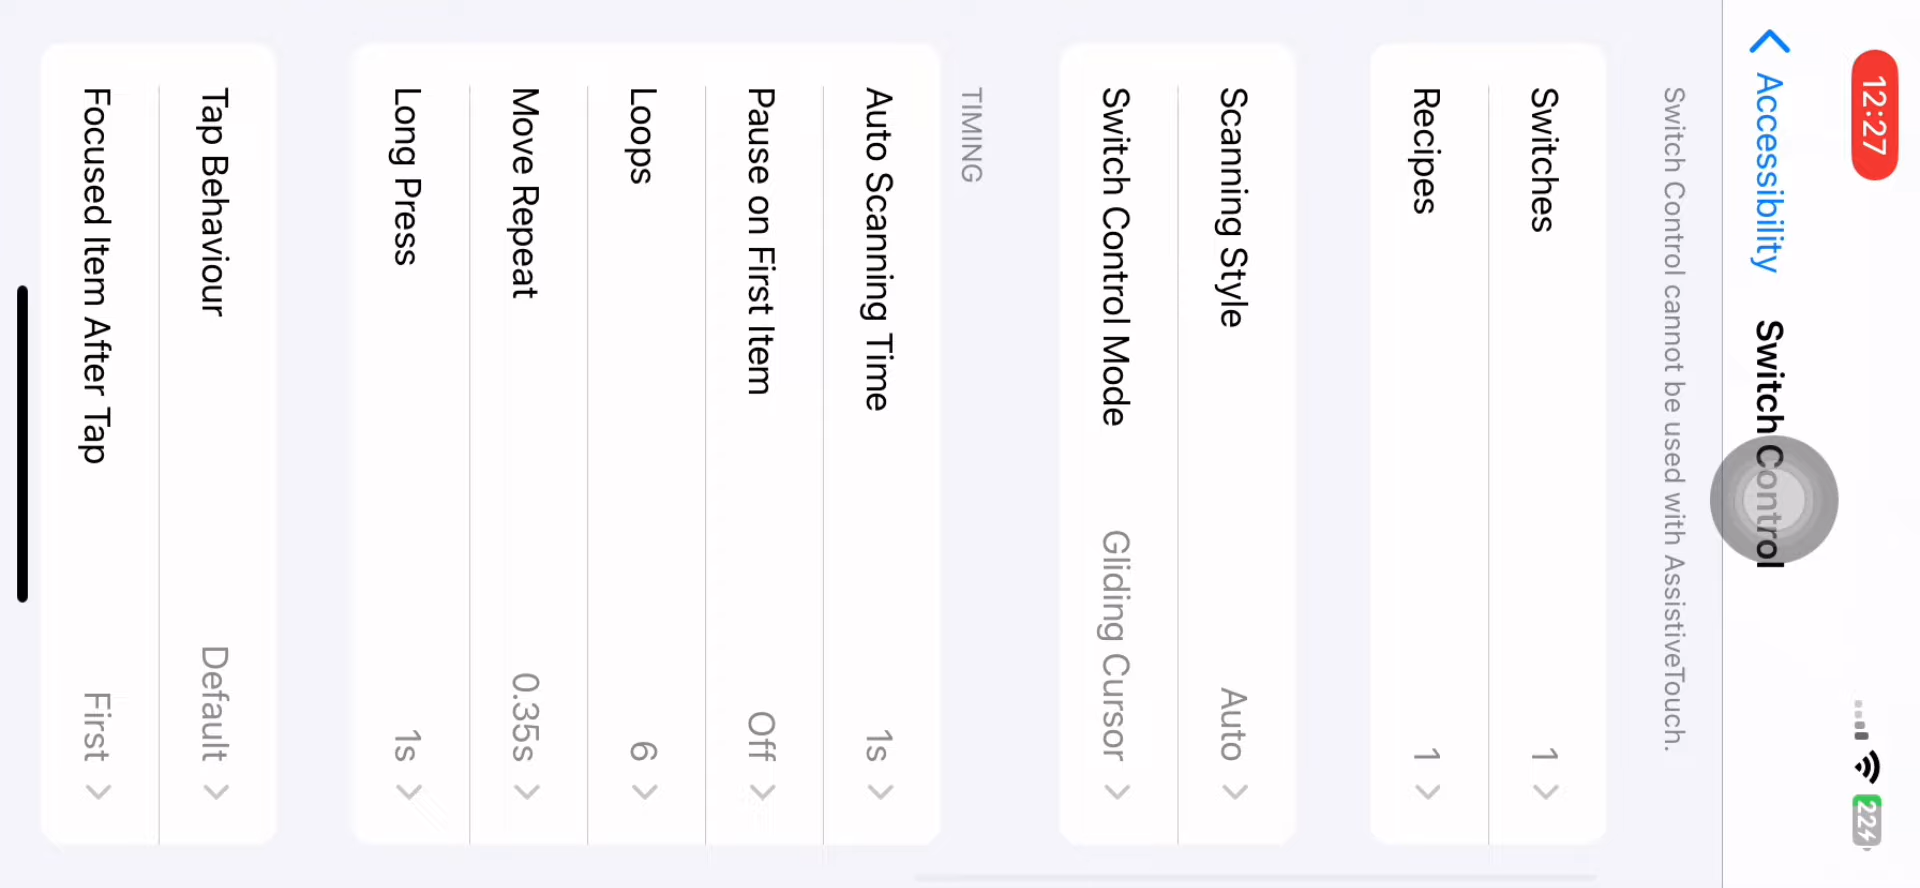 12:27
22
Accessibility
Switch Control
Switch Control cannot be used with AssistiveTouch.
Switches 1
Recipes 1
Scanning Style Auto
Switch Control Mode Gliding Cursor
TIMING
Auto Scanning Time 1s
Pause on First Item Off
Loops 6
Move Repeat 0.35s
Long Press 1s
Tap Behaviour Default
Focused Item After Tap First